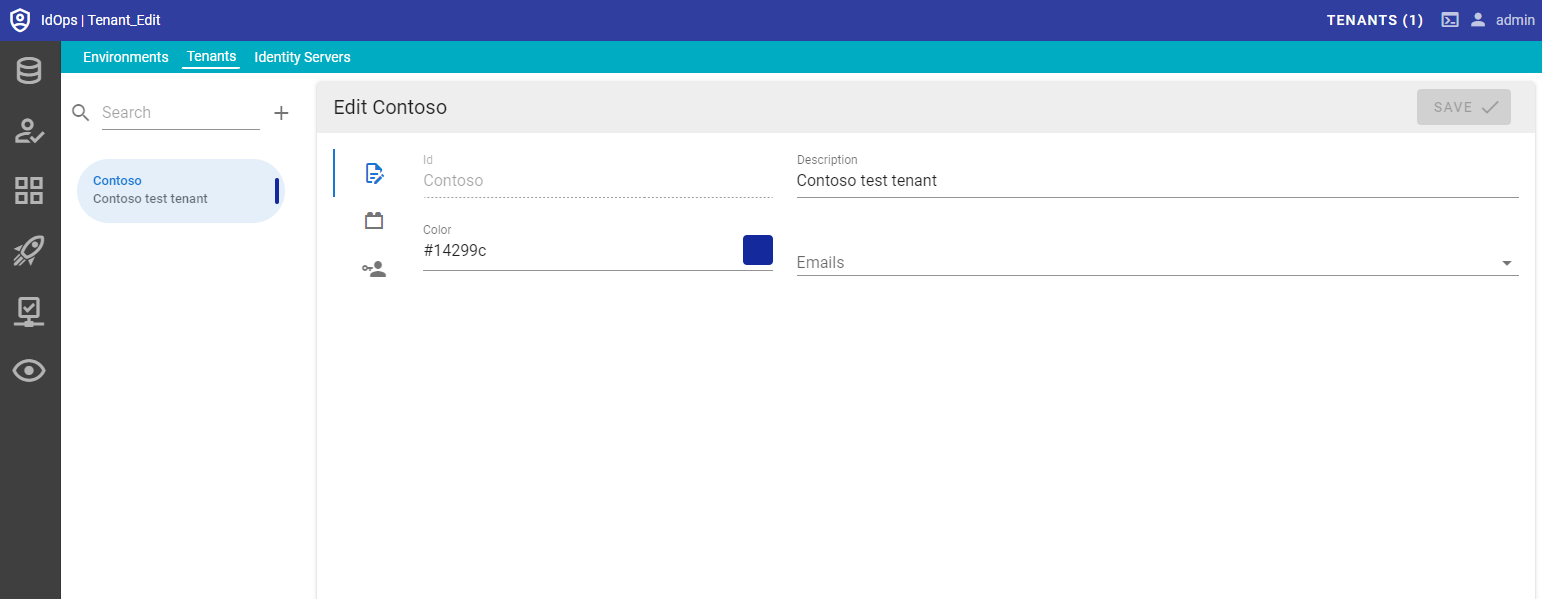 IdOps | Tenant_Edit
TENANTS (1)
admin
Environments
Tenants
Identity Servers
Search
Contoso
Contoso test tenant
Edit Contoso
SAVE
Id
Contoso
Description
Contoso test tenant
Color
#14299c
Emails